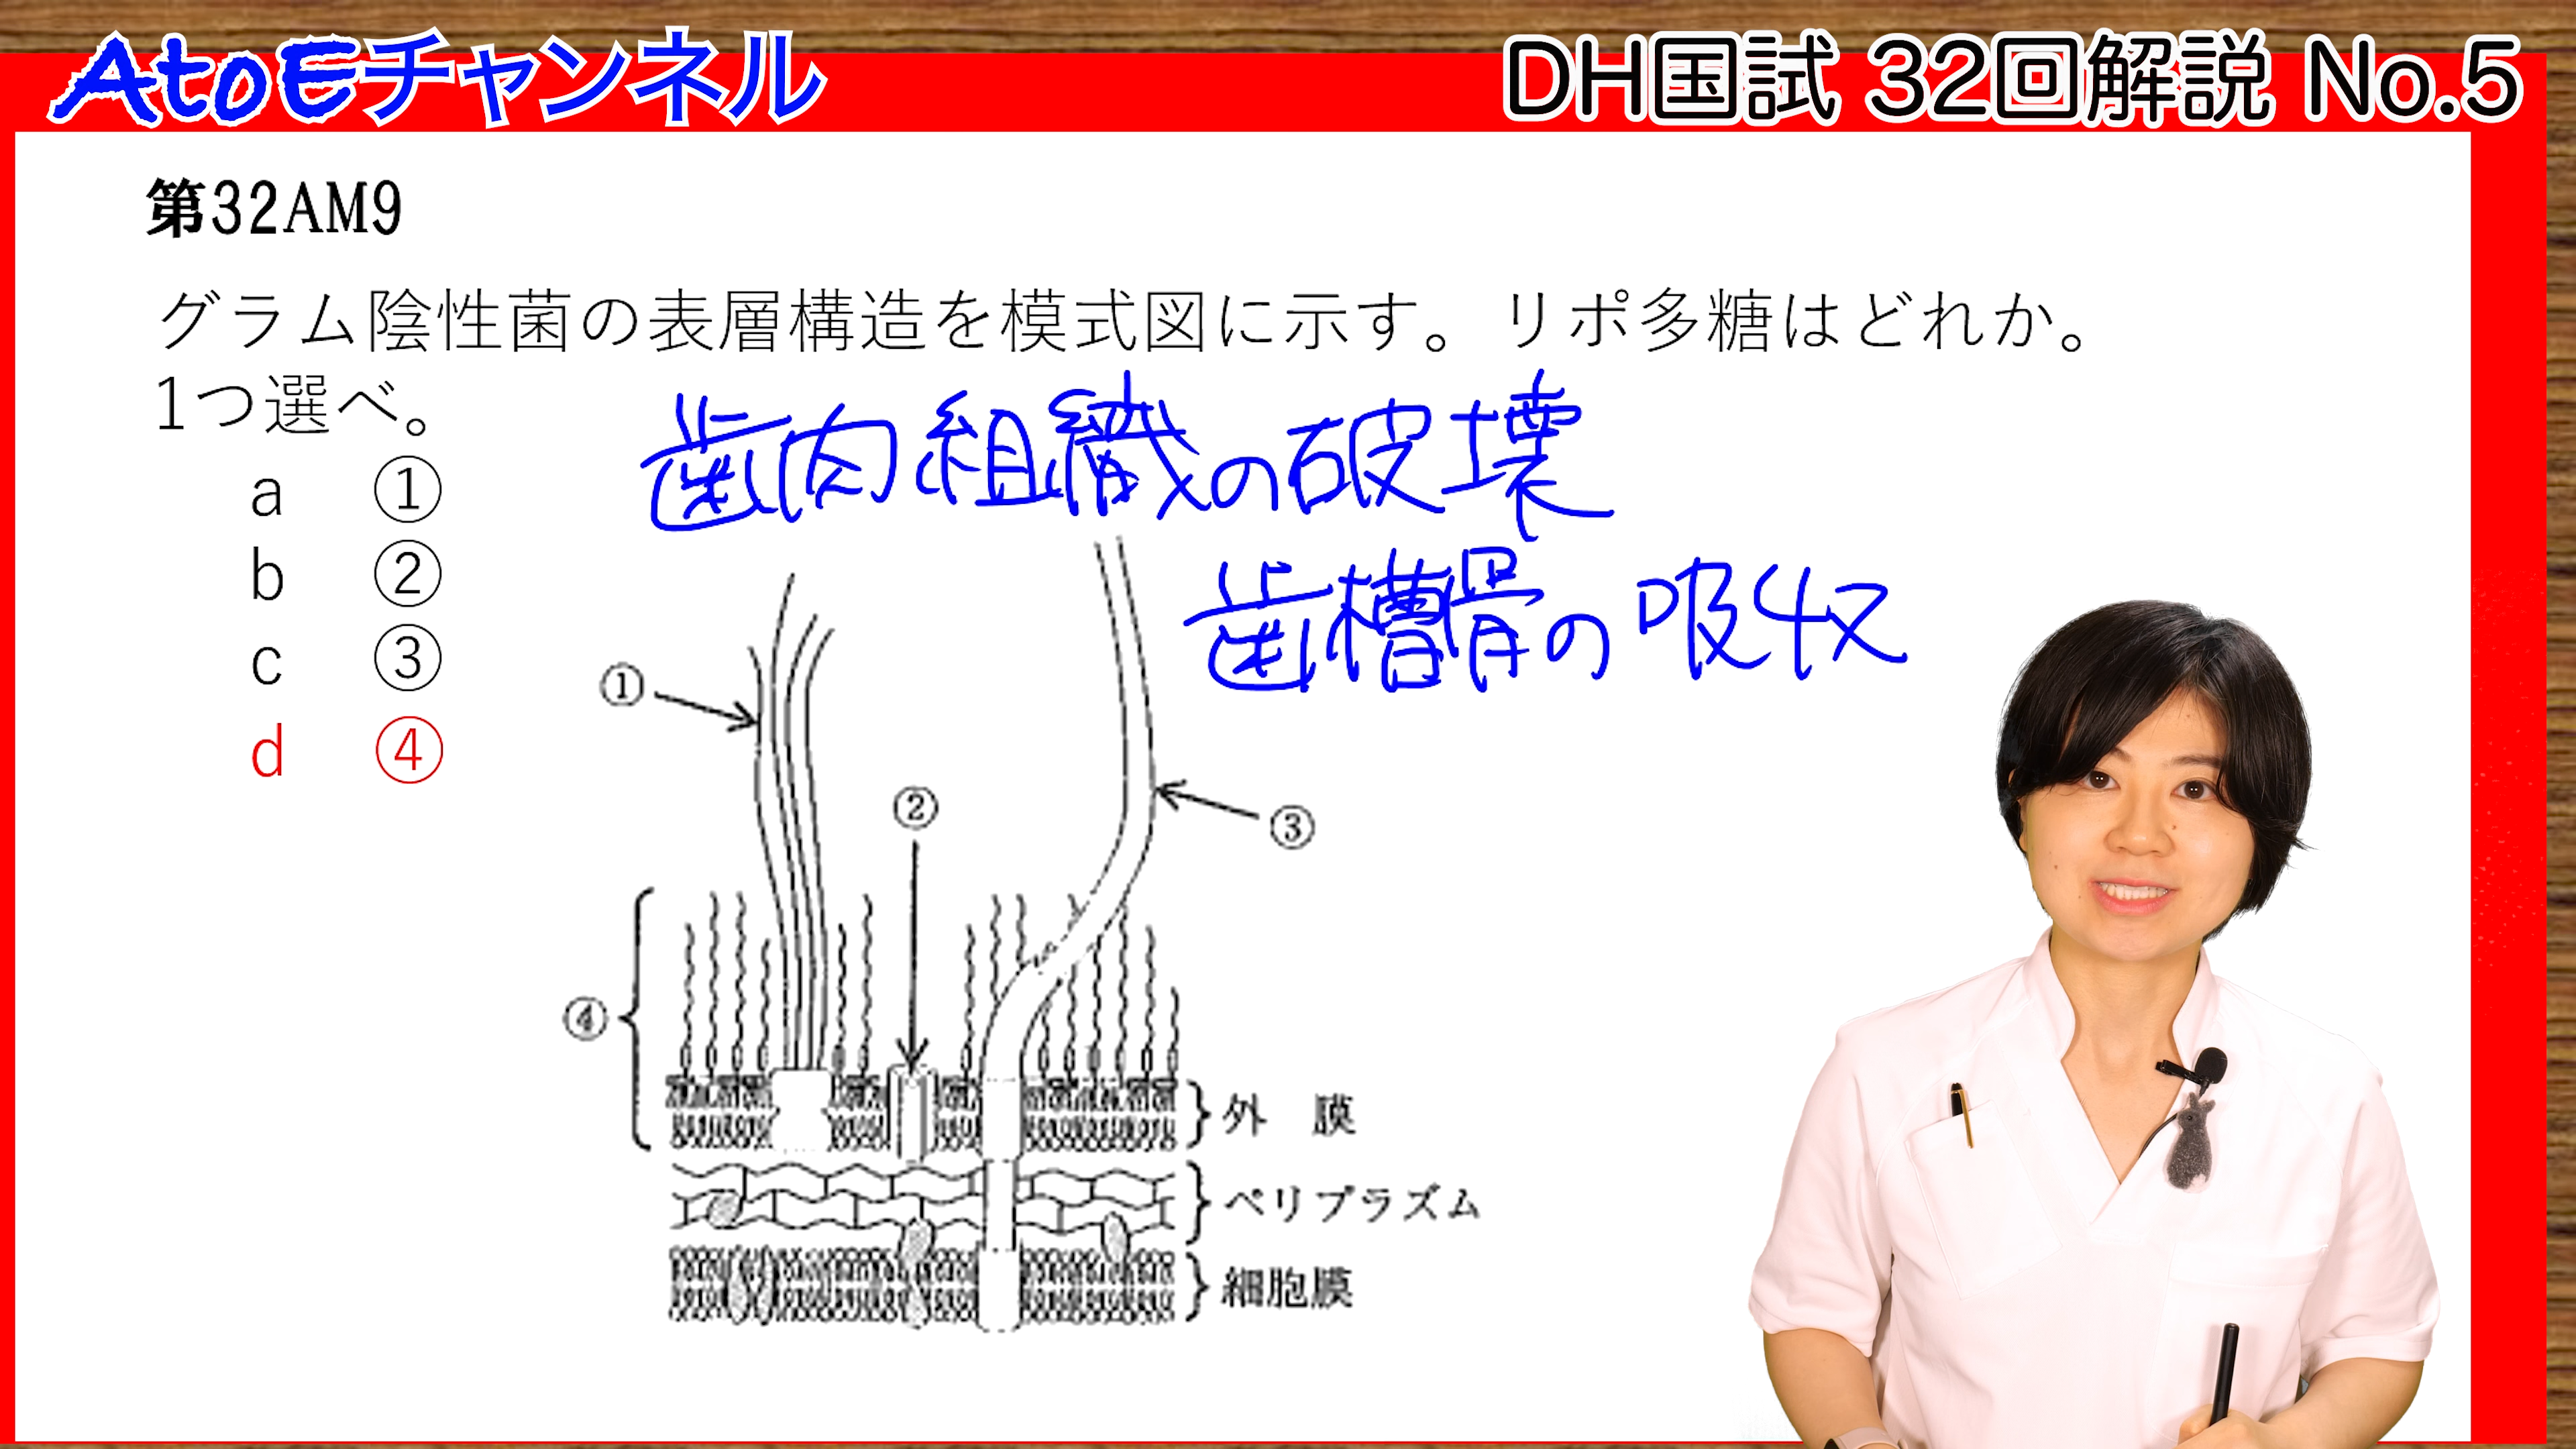 AtoEチャンネル
DH国試 32回解説 No.5
第32AM9
グラム陰性菌の表層構造を模式図に示す。リポ多糖はどれか。
1つ選べ。
a ①
b ②
c ③
d ④
歯肉組織の破壊
歯槽骨の吸収
①
②
③
④
外 膜
ペリプラズム
細胞膜